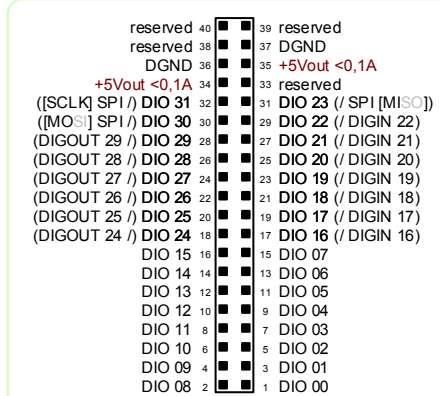 reserved 40 39 reserved
reserved 38 37 DGND
DGND 36 35 +5Vout <0,1A
+5Vout <0,1A 34 33 reserved
([SCLK] SPI /) DIO 31 32 31 DIO 23 (/ SPI [MISO])
([MOSI] SPI /) DIO 30 30 29 DIO 22 (/ DIGIN 22)
(DIGOUT 29 /) DIO 29 28 27 DIO 21 (/ DIGIN 21)
(DIGOUT 28 /) DIO 28 26 25 DIO 20 (/ DIGIN 20)
(DIGOUT 27 /) DIO 27 24 23 DIO 19 (/ DIGIN 19)
(DIGOUT 26 /) DIO 26 22 21 DIO 18 (/ DIGIN 18)
(DIGOUT 25 /) DIO 25 20 19 DIO 17 (/ DIGIN 17)
(DIGOUT 24 /) DIO 24 18 17 DIO 16 (/ DIGIN 16)
DIO 15 16 15 DIO 07
DIO 14 14 13 DIO 06
DIO 13 12 11 DIO 05
DIO 12 10 9 DIO 04
DIO 11 8 7 DIO 03
DIO 10 6 5 DIO 02
DIO 09 4 3 DIO 01
DIO 08 2 1 DIO 00